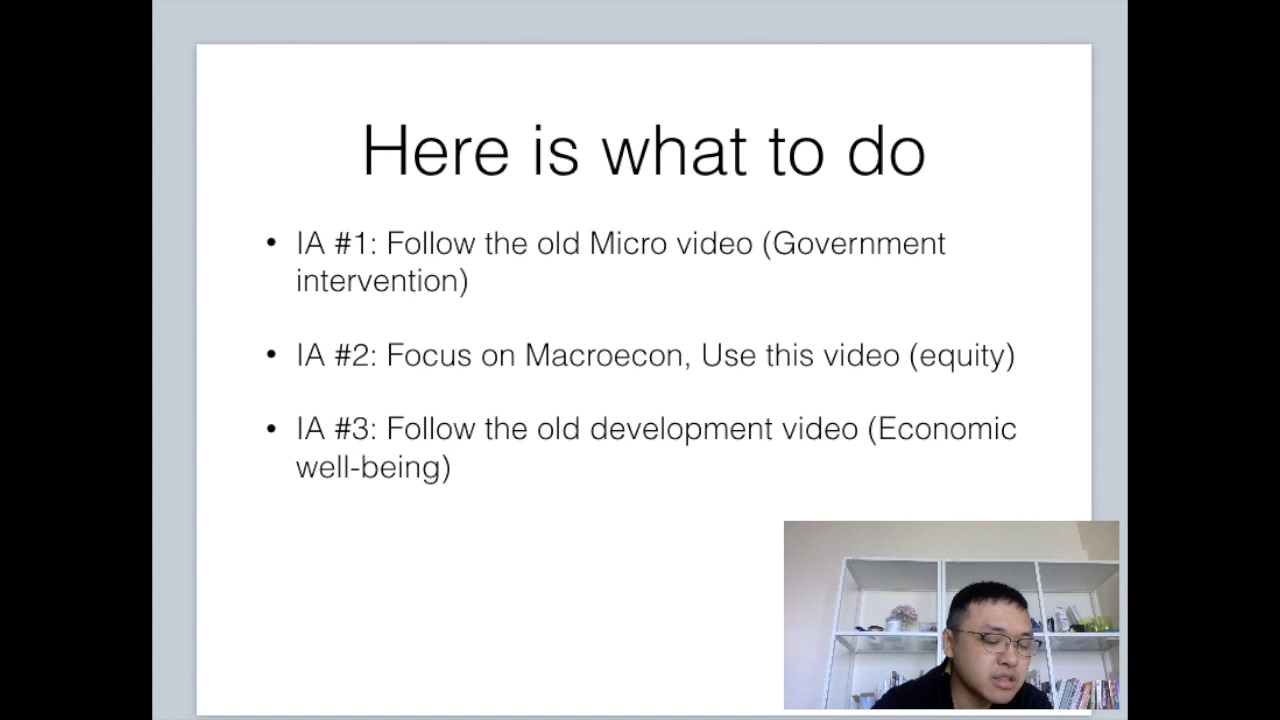 Here is what to do
• IA #1: Follow the old Micro video (Government
intervention)
• IA #2: Focus on Macroecon, Use this video (equity)
• IA #3: Follow the old development video (Economic
well-being)